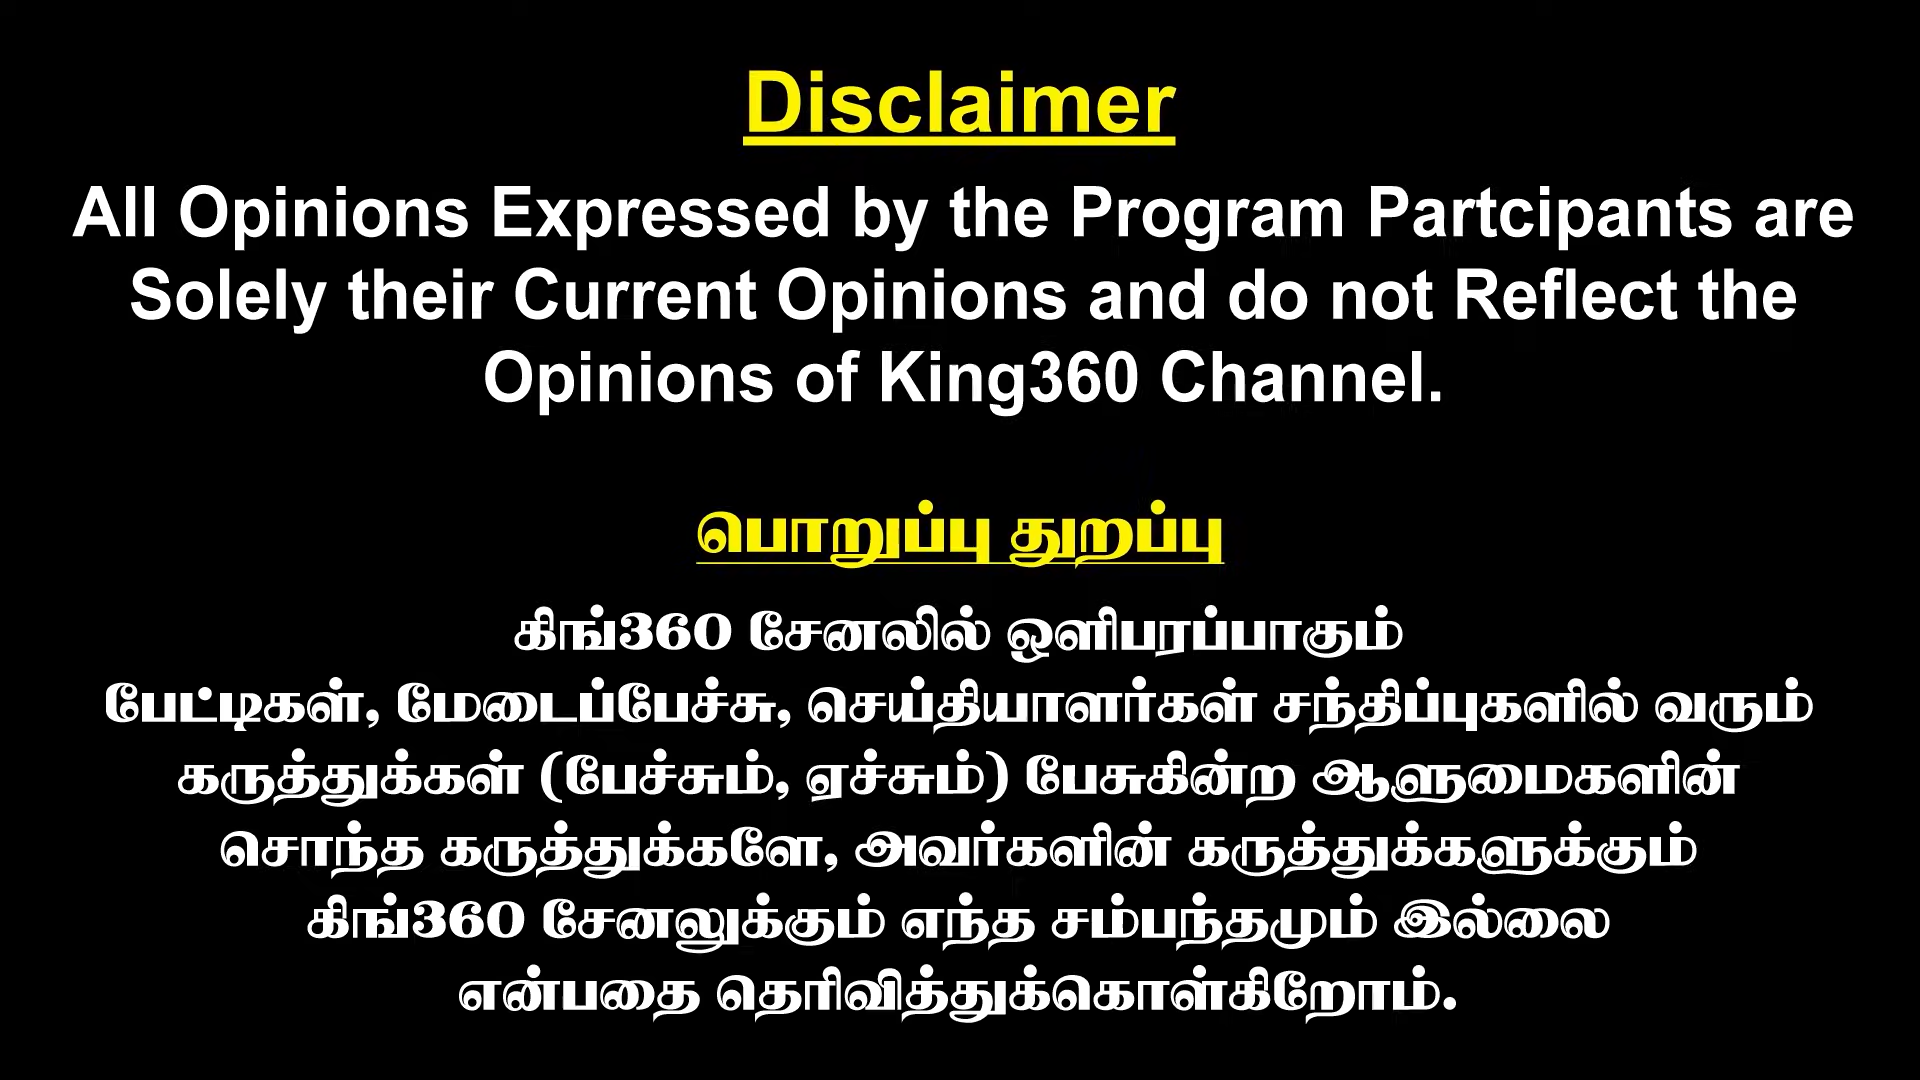 Disclaimer
All Opinions Expressed by the Program Partcipants are
Solely their Current Opinions and do not Reflect the
Opinions of King360 Channel.
பொறுப்பு துறப்பு
கிங்360 சேனலில் ஒளிபரப்பாகும்
பேட்டிகள், மேடைப்பேச்சு, செய்தியாளர்கள் சந்திப்புகளில் வரும்
கருத்துக்கள் (பேச்சும், ஏச்சும்) பேசுகின்ற ஆளுமைகளின்
சொந்த கருத்துக்களே, அவர்களின் கருத்துக்களுக்கும்
கிங்360 சேனலுக்கும் எந்த சம்பந்தமும் இல்லை
என்பதை தெரிவித்துக்கொள்கிறோம்.